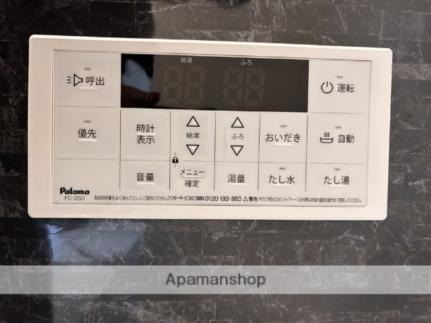 給湯 ふろ
呼出 運転
優先 時計表示 給湯 ふろ おいだき 自動
音量 メニュー確定 湯量 たし水 たし湯
Paloma
FC-250
Apamanshop